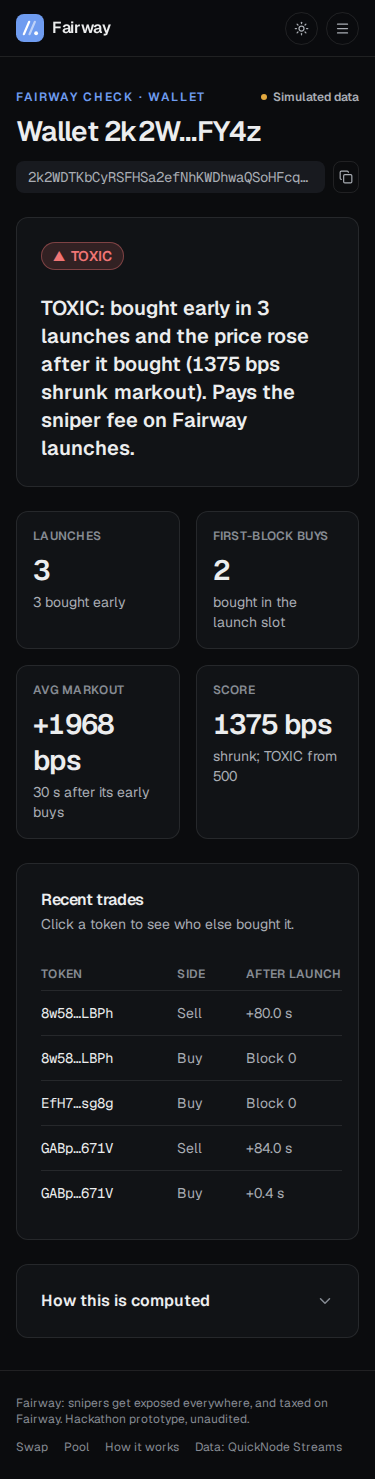 Fairway
FAIRWAY CHECK · WALLET
Simulated data
Wallet 2k2W…FY4z
2k2WDTKbCyRSFHSa2efNhKWDhwaQSoHFcq…
TOXIC
TOXIC: bought early in 3
launches and the price rose
after it bought (1375 bps
shrunk markout). Pays the
sniper fee on Fairway
launches.
LAUNCHES
3
3 bought early
FIRST-BLOCK BUYS
2
bought in the
launch slot
AVG MARKOUT
+1968
bps
30 s after its early
buys
SCORE
1375 bps
shrunk; TOXIC from
500
Recent trades
Click a token to see who else bought it.
TOKEN SIDE AFTER LAUNCH
8w58…LBPh Sell +80.0 s
8w58…LBPh Buy Block 0
EfH7…sg8g Buy Block 0
GABp…671V Sell +84.0 s
GABp…671V Buy +0.4 s
How this is computed
Fairway: snipers get exposed everywhere, and taxed on
Fairway. Hackathon prototype, unaudited.
Swap Pool How it works Data: QuickNode Streams